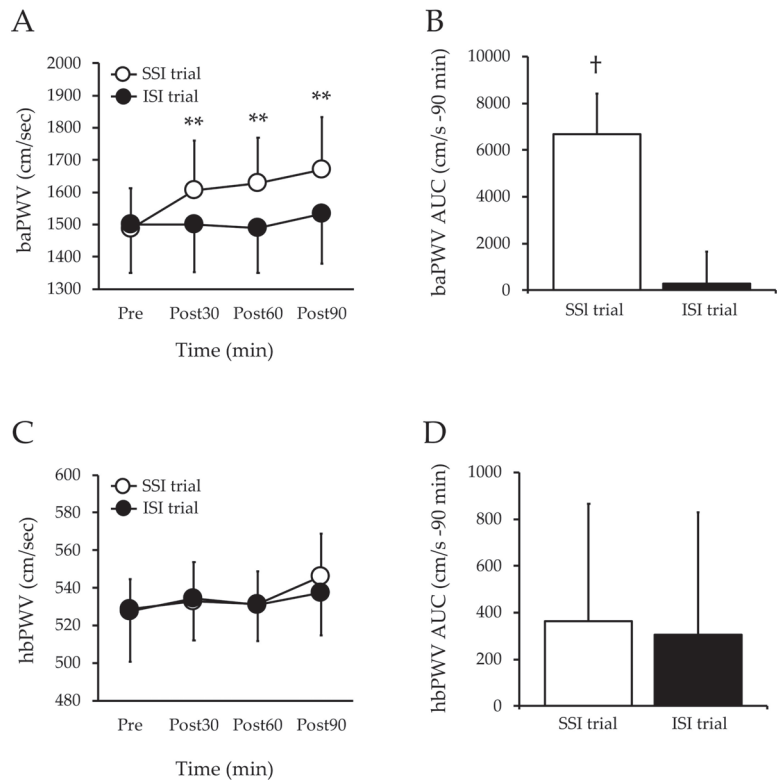 A
baPWV (cm/sec)
2000
1900
1800
1700
1600
1500
1400
1300
SSI trial
ISI trial
**
**
**
Pre Post30 Post60 Post90
Time (min)
B
baPWV AUC (cm/s -90 min)
10000
8000
6000
4000
2000
0
†
SSI trial ISI trial
C
hbPWV (cm/sec)
600
580
560
540
520
500
480
SSI trial
ISI trial
Pre Post30 Post60 Post90
Time (min)
D
hbPWV AUC (cm/s -90 min)
1000
800
600
400
200
0
SSI trial ISI trial